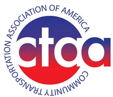 COMMUNITY TRANSPORTATION ASSOCIATION OF AMERICA
ctaa